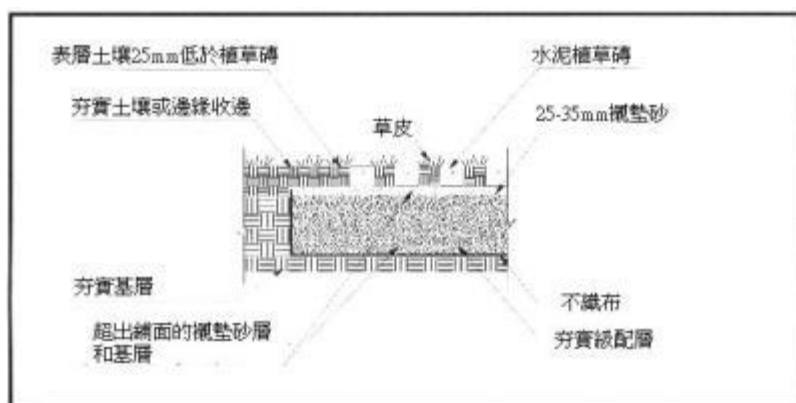 表層土壤25mm低於植草磚
水泥植草磚
夯實土壤或邊緣收邊
25-35mm襯墊砂
草皮
夯實基層
不織布
超出鋪面的襯墊砂層
和基層
夯實級配層